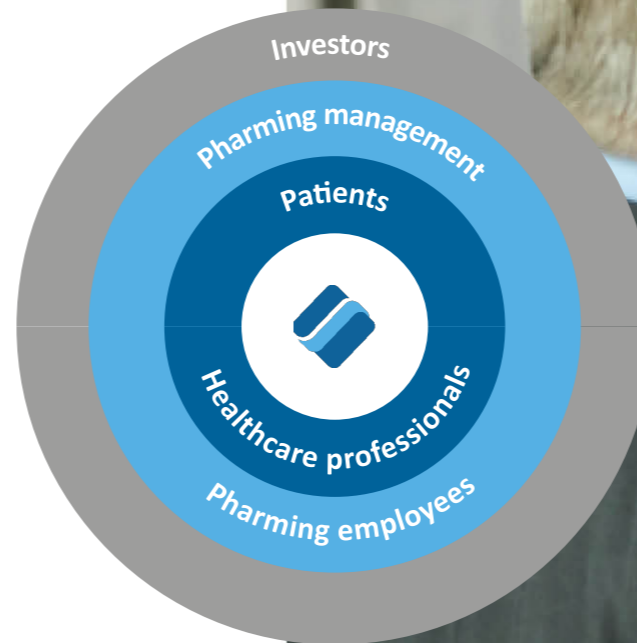 Investors
Pharming management
Patients
Healthcare professionals
Pharming employees